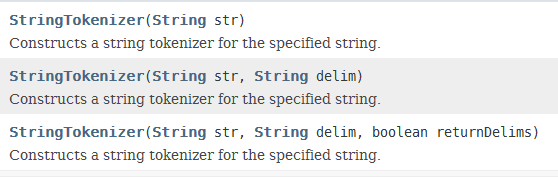 StringTokenizer(String str)
Constructs a string tokenizer for the specified string.
StringTokenizer(String str, String delim)
Constructs a string tokenizer for the specified string.
StringTokenizer(String str, String delim, boolean returnDelims)
Constructs a string tokenizer for the specified string.